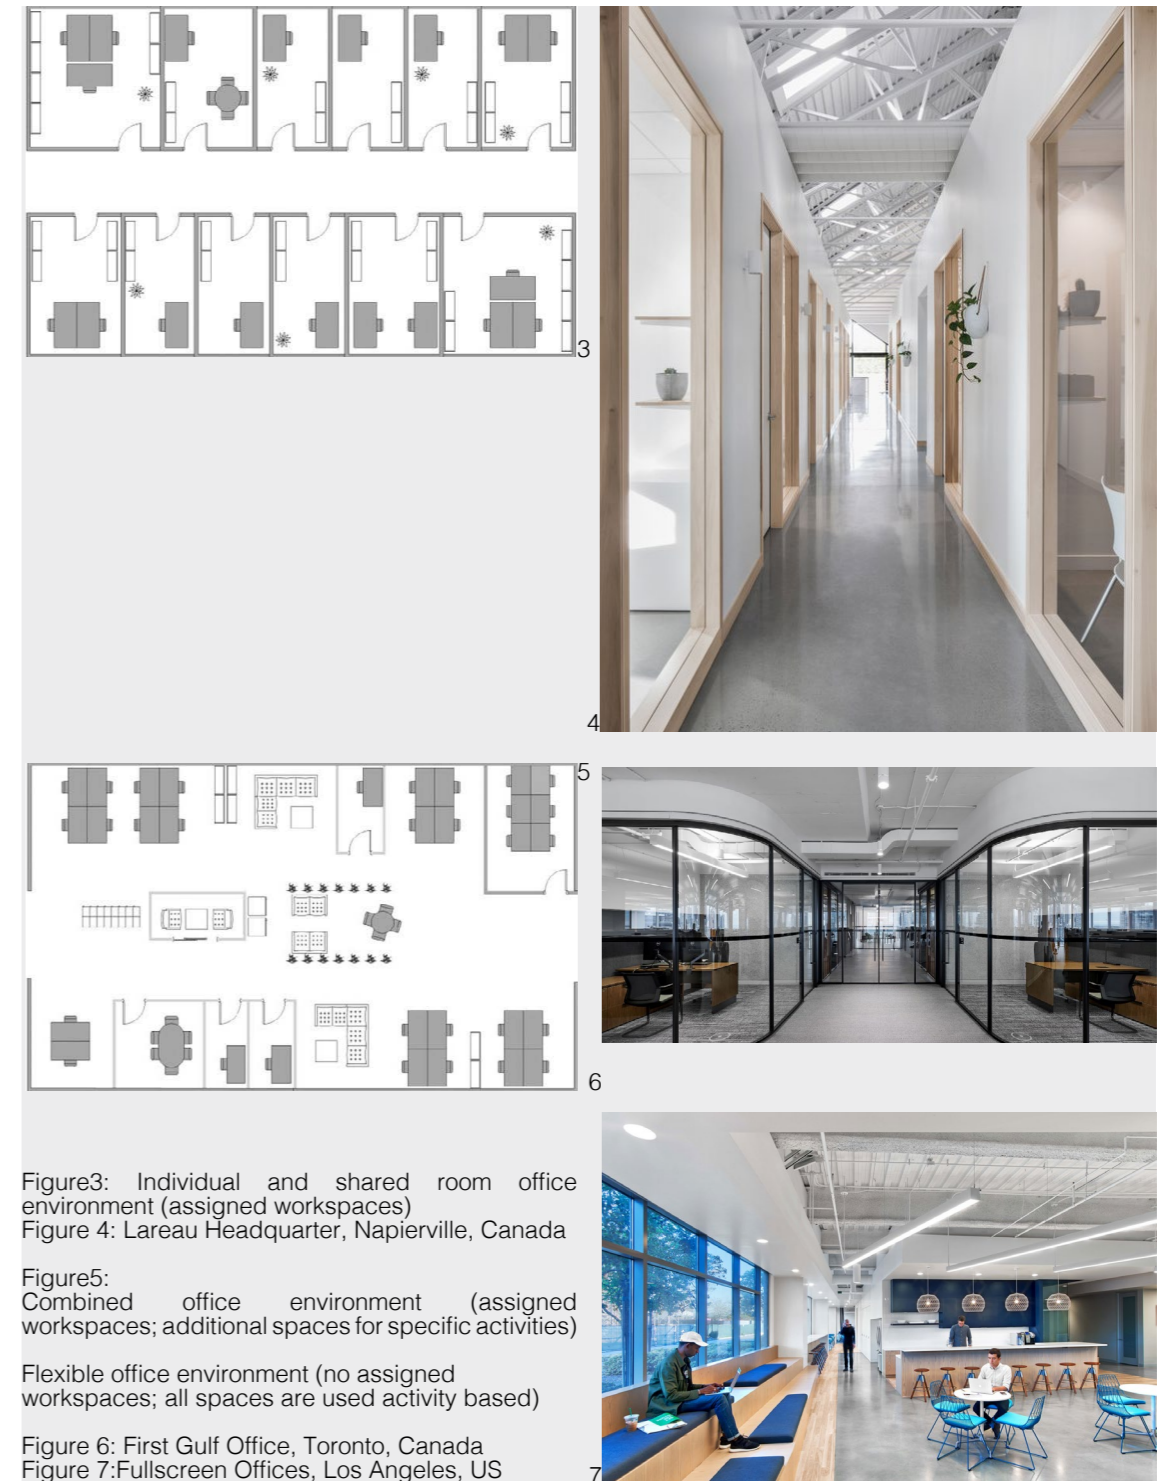 3
4
5
6
Figure3: Individual and shared room office
environment (assigned workspaces)
Figure 4: Lareau Headquarter, Napierville, Canada
Figure5:
Combined office environment (assigned
workspaces; additional spaces for specific activities)
Flexible office environment (no assigned
workspaces; all spaces are used activity based)
Figure 6: First Gulf Office, Toronto, Canada
Figure 7:Fullscreen Offices, Los Angeles, US
7